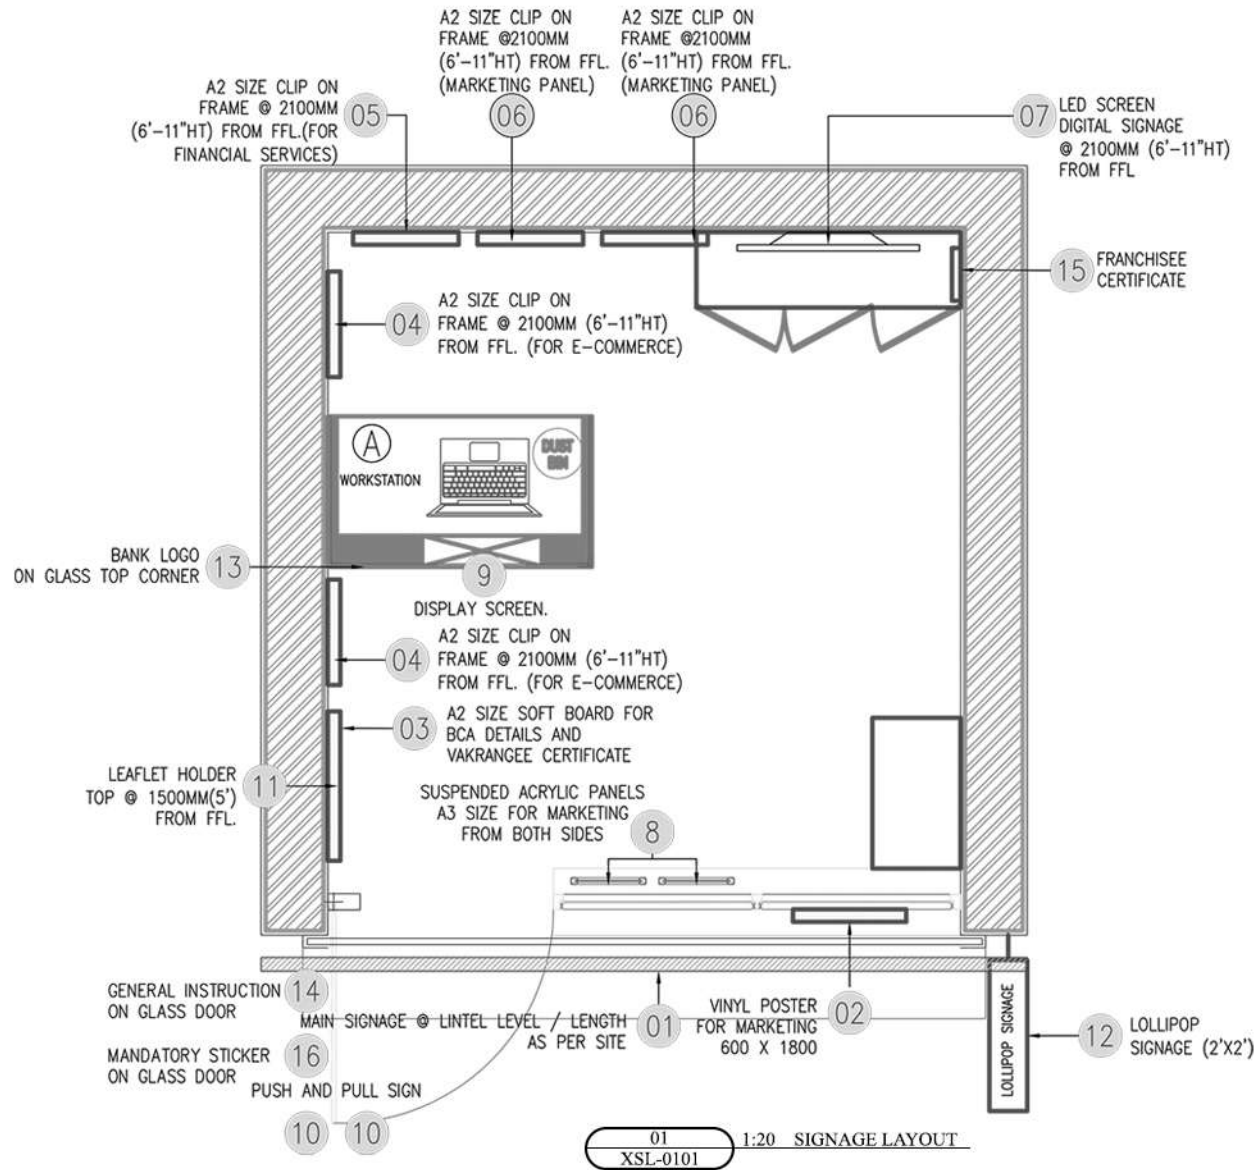 A2 SIZE CLIP ON
FRAME @2100MM
(6'-11"HT) FROM FFL.
(MARKETING PANEL)
06
A2 SIZE CLIP ON
FRAME @2100MM
(6'-11"HT) FROM FFL.
(MARKETING PANEL)
06
A2 SIZE CLIP ON
FRAME @ 2100MM
(6'-11"HT) FROM FFL.(FOR
FINANCIAL SERVICES)
05
07
LED SCREEN
DIGITAL SIGNAGE
@ 2100MM (6'-11"HT)
FROM FFL
15
FRANCHISEE
CERTIFICATE
04
A2 SIZE CLIP ON
FRAME @ 2100MM (6'-11"HT)
FROM FFL. (FOR E-COMMERCE)
A
WORKSTATION
DUST
BIN
BANK LOGO
ON GLASS TOP CORNER
13
9
DISPLAY SCREEN.
04
A2 SIZE CLIP ON
FRAME @ 2100MM (6'-11"HT)
FROM FFL. (FOR E-COMMERCE)
03
A2 SIZE SOFT BOARD FOR
BCA DETAILS AND
VAKRANGEE CERTIFICATE
LEAFLET HOLDER
TOP @ 1500MM(5')
FROM FFL.
11
SUSPENDED ACRYLIC PANELS
A3 SIZE FOR MARKETING
FROM BOTH SIDES
8
GENERAL INSTRUCTION
ON GLASS DOOR
14
MAIN SIGNAGE @ LINTEL LEVEL / LENGTH
AS PER SITE
01
VINYL POSTER
FOR MARKETING
600 X 1800
02
LOLLIPOP SIGNAGE
12
LOLLIPOP
SIGNAGE (2'X2')
MANDATORY STICKER
ON GLASS DOOR
16
PUSH AND PULL SIGN
10
10
01
XSL-0101
1:20 SIGNAGE LAYOUT